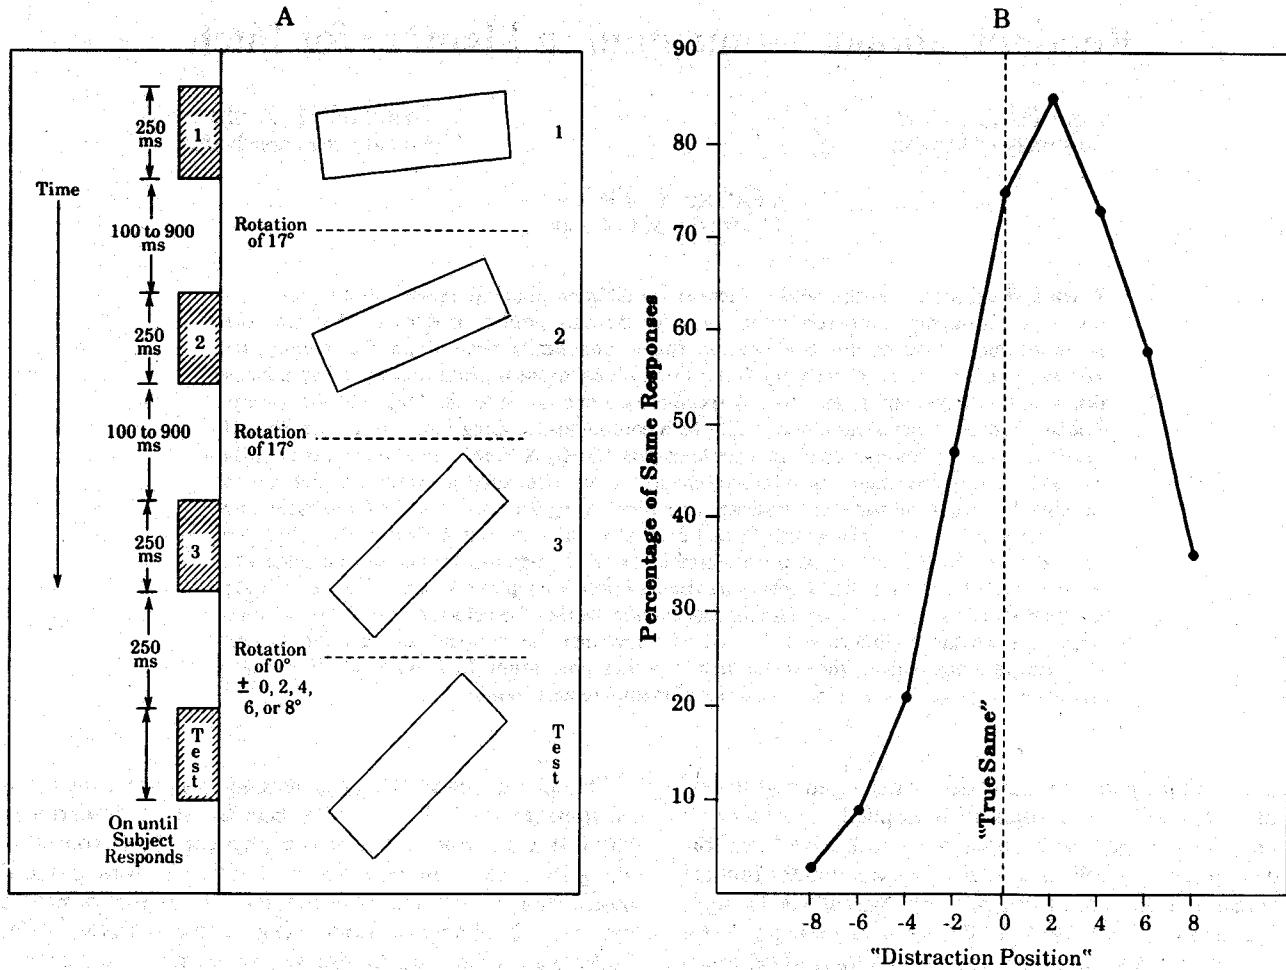 A
1
250
ms
1
Time
100 to 900
ms
Rotation
of 17°
2
250
ms
2
100 to 900
ms
Rotation
of 17°
3
250
ms
3
250
ms
Rotation
of 0°
± 0, 2, 4,
6, or 8°
Test
Test
On until
Subject
Responds
B
90
80
70
60
50
40
30
20
10
Percentage of Same Responses
"True Same"
-8 -6 -4 -2 0 2 4 6 8
"Distraction Position"